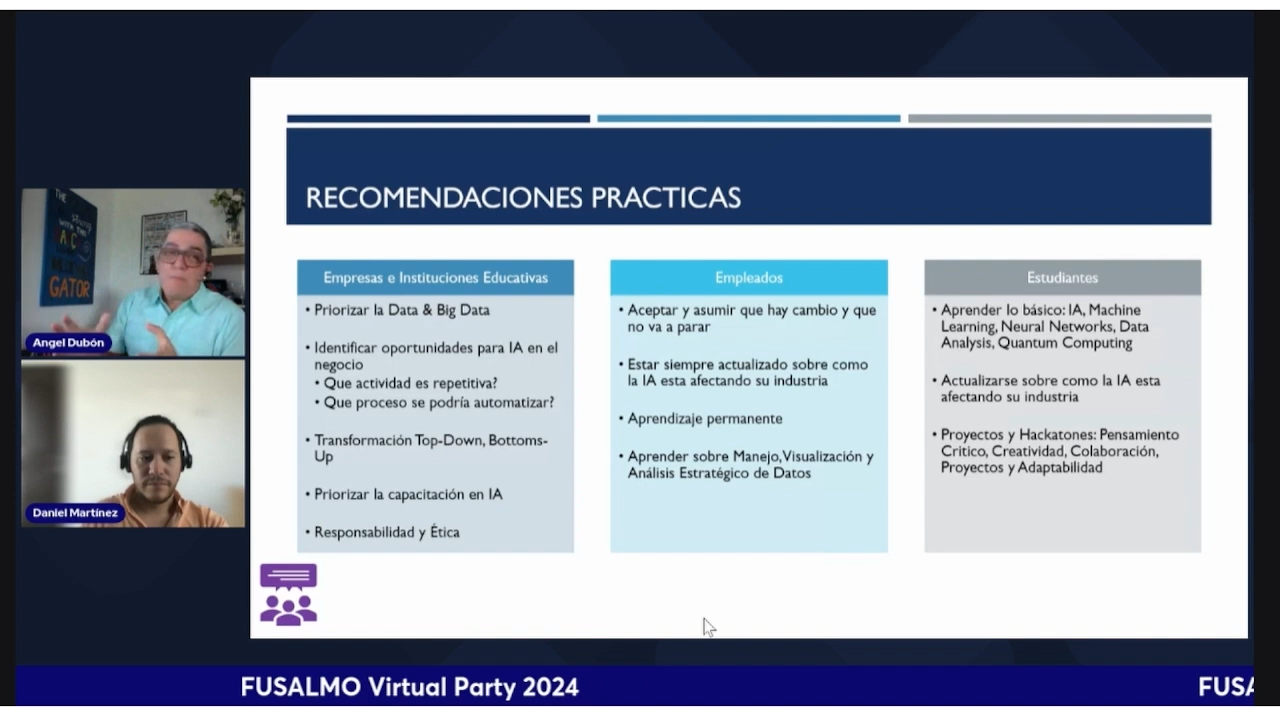 THE
GATOR
Angel Dubón
Daniel Martínez
RECOMENDACIONES PRACTICAS
Empresas e Instituciones Educativas
• Priorizar la Data & Big Data
• Identificar oportunidades para IA en el
negocio
• Que actividad es repetitiva?
• Que proceso se podría automatizar?
• Transformación Top-Down, Bottoms-
Up
• Priorizar la capacitación en IA
• Responsabilidad y Ética
Empleados
• Aceptar y asumir que hay cambio y que
no va a parar
• Estar siempre actualizado sobre como
la IA esta afectando su industria
• Aprendizaje permanente
• Aprender sobre Manejo, Visualización y
Análisis Estratégico de Datos
Estudiantes
• Aprender lo básico: IA, Machine
Learning, Neural Networks, Data
Analysis, Quantum Computing
• Actualizarse sobre como la IA esta
afectando su industria
• Proyectos y Hackatones: Pensamiento
Critico, Creatividad, Colaboración,
Proyectos y Adaptabilidad
FUSALMO Virtual Party 2024
FUSA